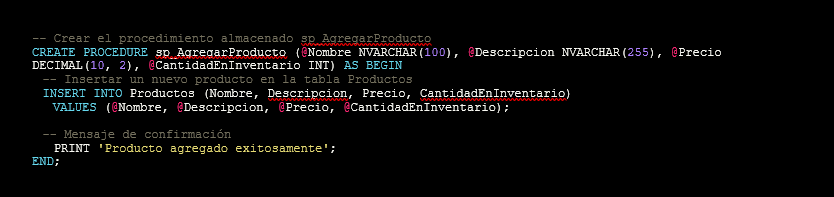 -- Crear el procedimiento almacenado sp_AgregarProducto
CREATE PROCEDURE sp_AgregarProducto (@Nombre NVARCHAR(100), @Descripcion NVARCHAR(255), @Precio
DECIMAL(10, 2), @CantidadEnInventario INT) AS BEGIN
-- Insertar un nuevo producto en la tabla Productos
INSERT INTO Productos (Nombre, Descripcion, Precio, CantidadEnInventario)
VALUES (@Nombre, @Descripcion, @Precio, @CantidadEnInventario);
-- Mensaje de confirmación
PRINT 'Producto agregado exitosamente';
END;